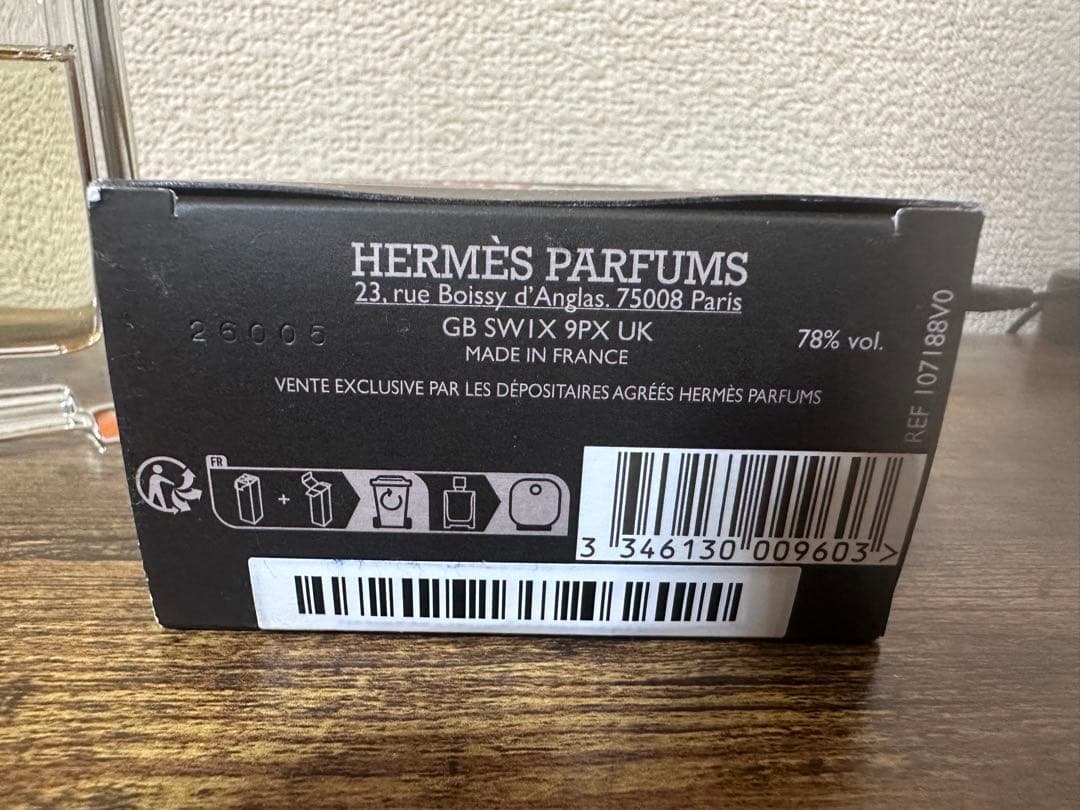 HERMÈS PARFUMS
23, rue Boissy d'Anglas. 75008 Paris
26005
GB SW1X 9PX UK
78% vol.
MADE IN FRANCE
VENTE EXCLUSIVE PAR LES DÉPOSITAIRES AGRÉÉS HERMÈS PARFUMS
REF 107188V0
FR
+
3 346130 009603 >